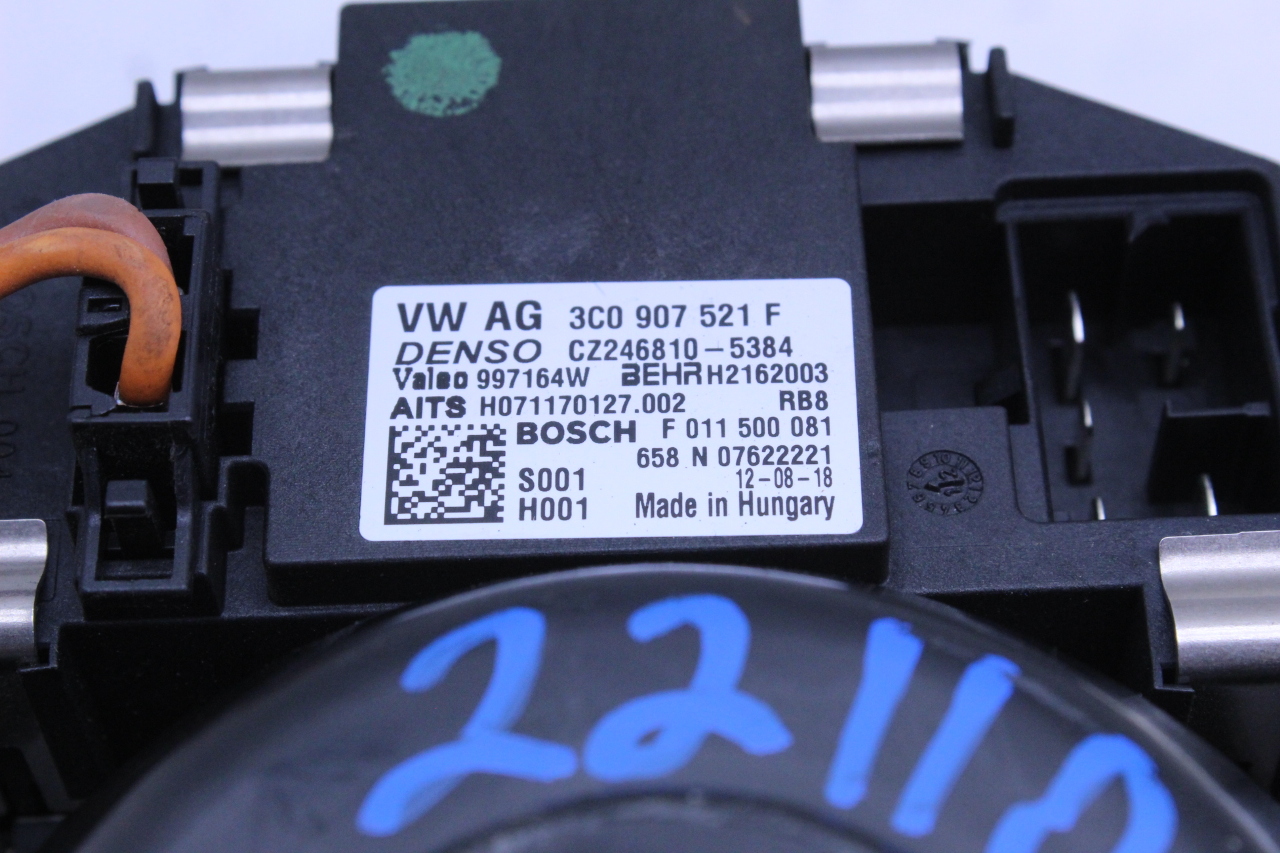 VW AG 3C0 907 521 F
DENSO CZ246810-5384
Valeo 997164W BEHR H2162003
AITS H071170127.002 RB8
BOSCH F 011 500 081
658 N 07622221
S001 12-08-18
H001 Made in Hungary
2211